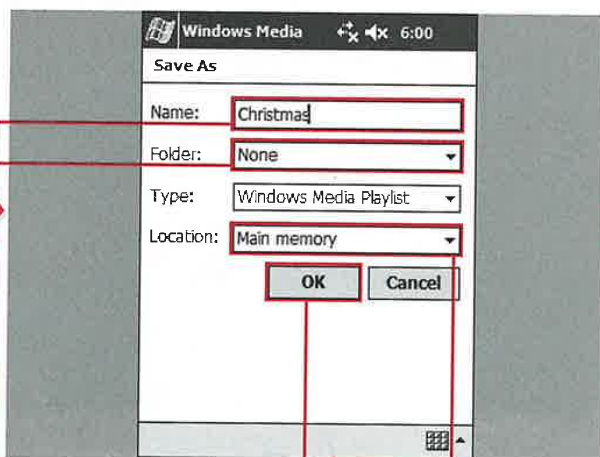 Windows Media 6:00
Save As
Name: Christmas
Folder: None
Type: Windows Media Playlist
Location: Main memory
OK Cancel